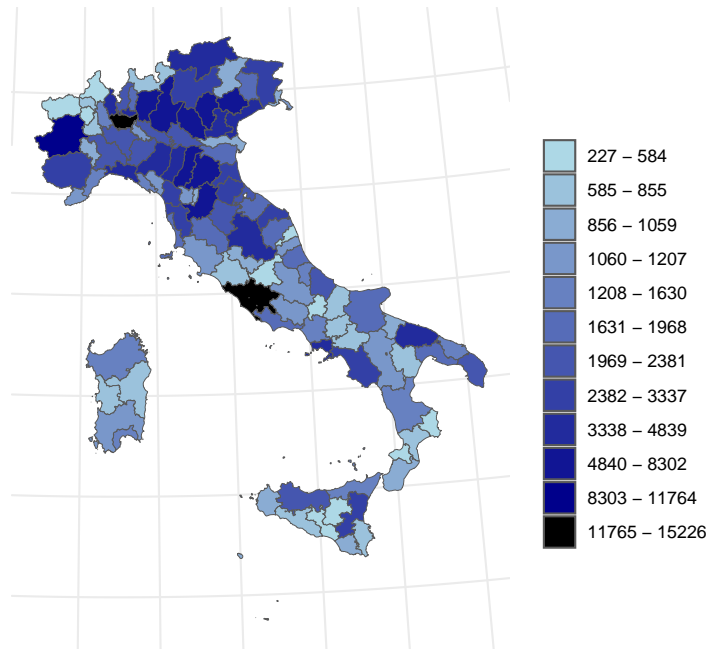 227 – 584
585 – 855
856 – 1059
1060 – 1207
1208 – 1630
1631 – 1968
1969 – 2381
2382 – 3337
3338 – 4839
4840 – 8302
8303 – 11764
11765 – 15226